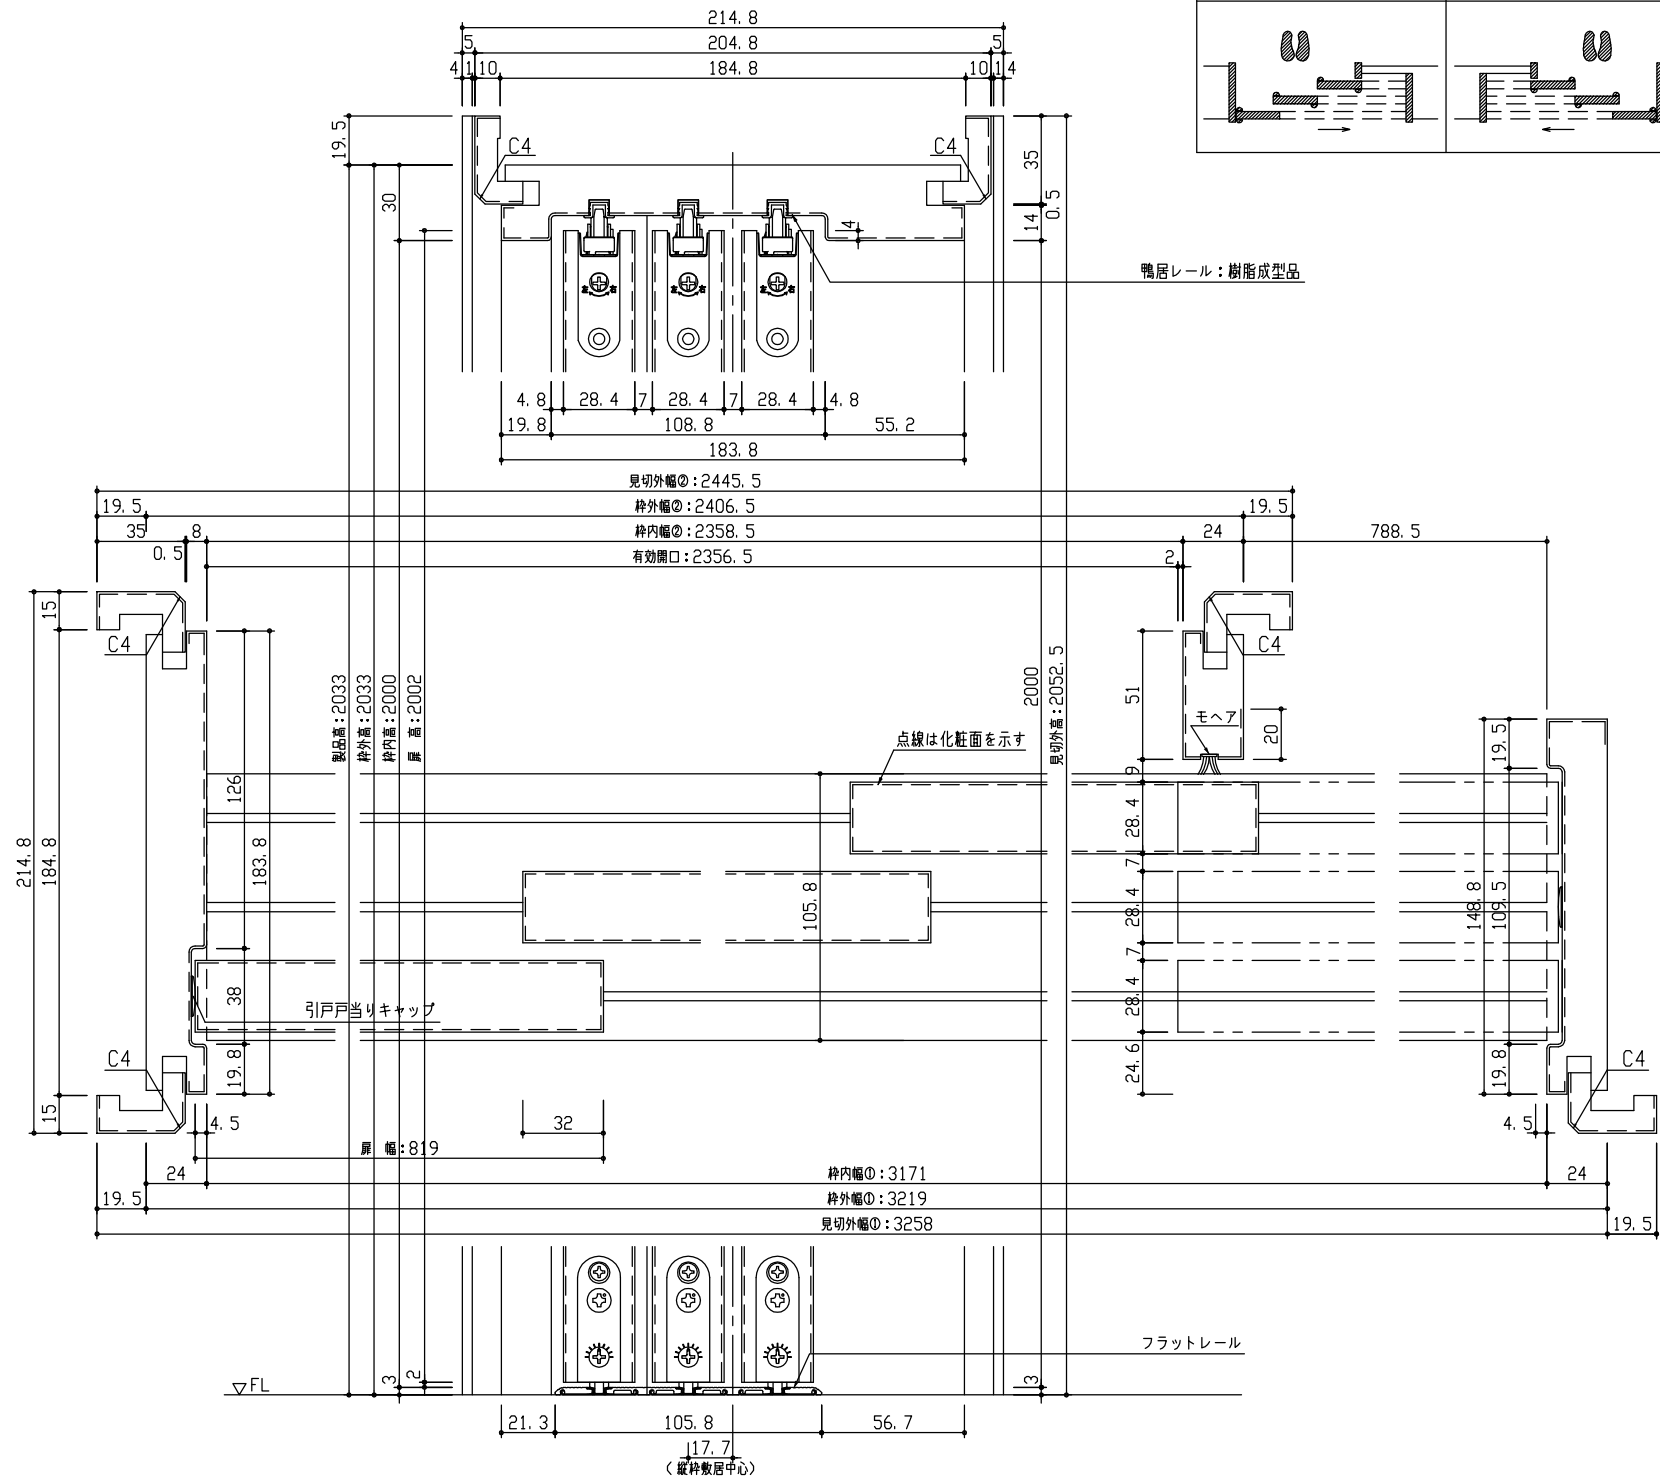 214.8
5 204.8 5
4 1 10 184.8 10 1 4
19.5
C4
C4
35
0.5
14
30
4
鴨居レール：樹脂成型品
4.8 28.4 7 28.4 7 28.4 4.8
19.8 108.8 55.2
183.8
見切外幅②：2445.5
19.5 枠外幅②：2406.5 19.5
35 8 枠内幅②：2358.5 24 788.5
0.5 有効開口：2356.5 2
15
C4
C4
製品高：2033
枠外高：2033
枠内高：2000
扉 高：2002
2000
見切外高：2052.5
51
モヘア
20
点線は化粧面を示す
19.5
9
126
28.4
7
214.8
184.8
183.8
105.8
28.4
148.8
109.5
7
38
引戸戸当りキャップ
28.4
C4
19.8
24.6
19.8
C4
15
4.5
32
4.5
扉 幅：819
24 枠内幅①：3171 24
19.5 枠外幅①：3219
見切外幅①：3258 19.5
フラットレール
▽FL
3
2
3
21.3 105.8 56.7
17.7
（縦枠敷居中心）